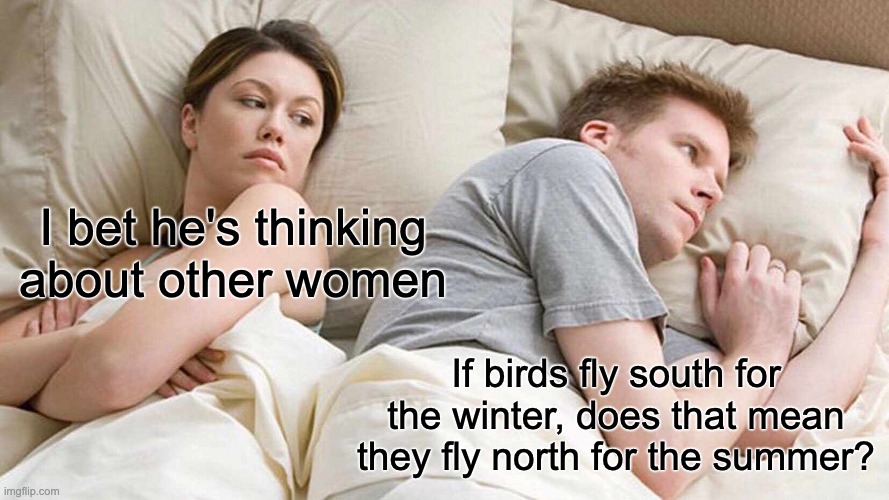 I bet he's thinking
about other women
If birds fly south for
the winter, does that mean
they fly north for the summer?
imgflip.com